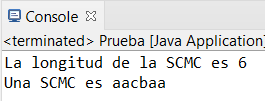 Console
<terminated> Prueba [Java Application]
La longitud de la SCMC es 6
Una SCMC es aacbaa